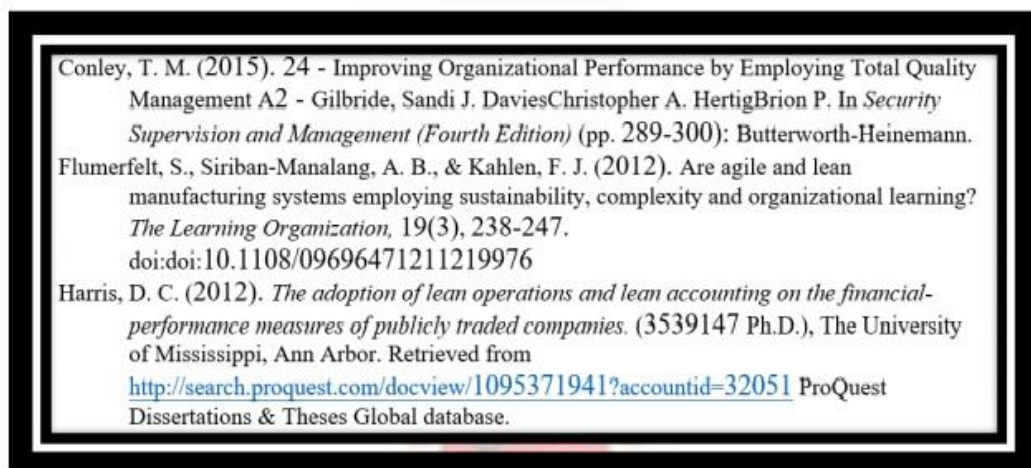 Conley, T. M. (2015). 24 - Improving Organizational Performance by Employing Total Quality
Management A2 - Gilbride, Sandi J. DaviesChristopher A. HertigBrion P. In Security
Supervision and Management (Fourth Edition) (pp. 289-300): Butterworth-Heinemann.
Flumerfelt, S., Siriban-Manalang, A. B., & Kahlen, F. J. (2012). Are agile and lean
manufacturing systems employing sustainability, complexity and organizational learning?
The Learning Organization, 19(3), 238-247.
doi:doi:10.1108/09696471211219976
Harris, D. C. (2012). The adoption of lean operations and lean accounting on the financial-
performance measures of publicly traded companies. (3539147 Ph.D.), The University
of Mississippi, Ann Arbor. Retrieved from
http://search.proquest.com/docview/1095371941?accountid=32051 ProQuest
Dissertations & Theses Global database.